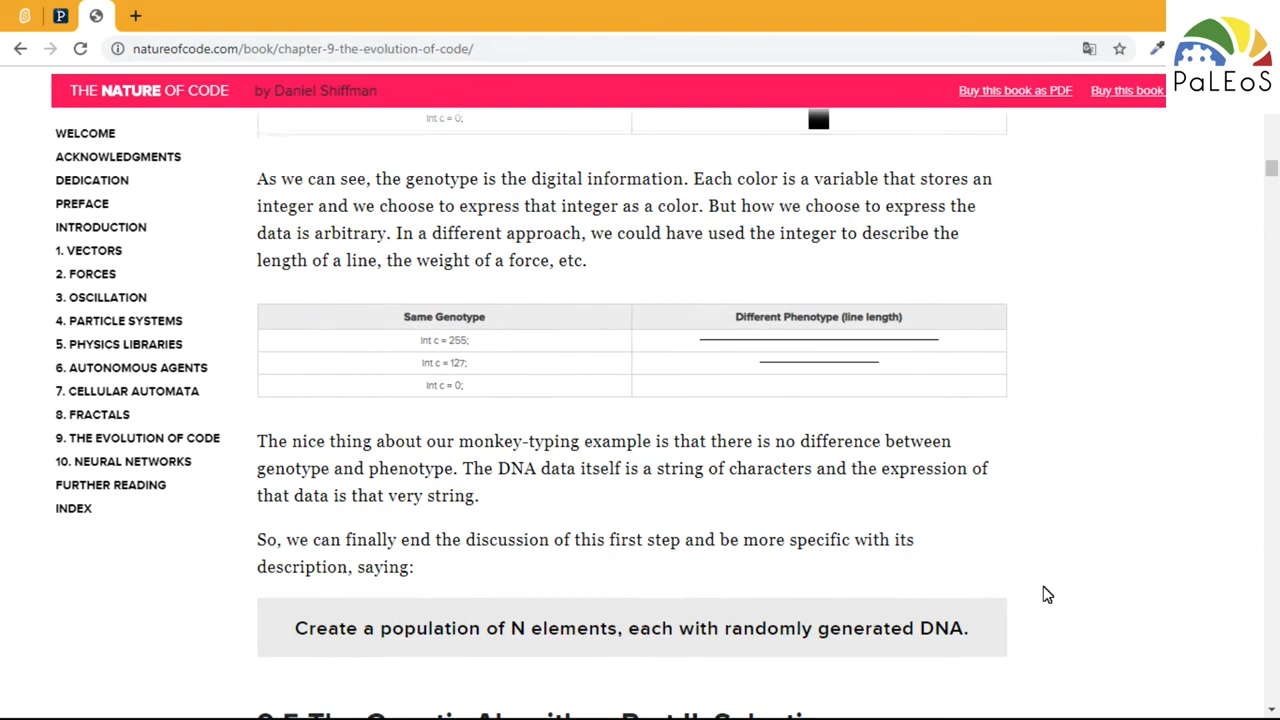 natureofcode.com/book/chapter-9-the-evolution-of-code/
PaLEoS
THE NATURE OF CODE by Daniel Shiffman
Buy this book as PDF Buy this book
WELCOME
ACKNOWLEDGMENTS
DEDICATION
PREFACE
INTRODUCTION
1. VECTORS
2. FORCES
3. OSCILLATION
4. PARTICLE SYSTEMS
5. PHYSICS LIBRARIES
6. AUTONOMOUS AGENTS
7. CELLULAR AUTOMATA
8. FRACTALS
9. THE EVOLUTION OF CODE
10. NEURAL NETWORKS
FURTHER READING
INDEX
Int c = 0;
As we can see, the genotype is the digital information. Each color is a variable that stores an
integer and we choose to express that integer as a color. But how we choose to express the
data is arbitrary. In a different approach, we could have used the integer to describe the
length of a line, the weight of a force, etc.
Same Genotype Different Phenotype (line length)
Int c = 255;
Int c = 127;
Int c = 0;
The nice thing about our monkey-typing example is that there is no difference between
genotype and phenotype. The DNA data itself is a string of characters and the expression of
that data is that very string.
So, we can finally end the discussion of this first step and be more specific with its
description, saying:
Create a population of N elements, each with randomly generated DNA.